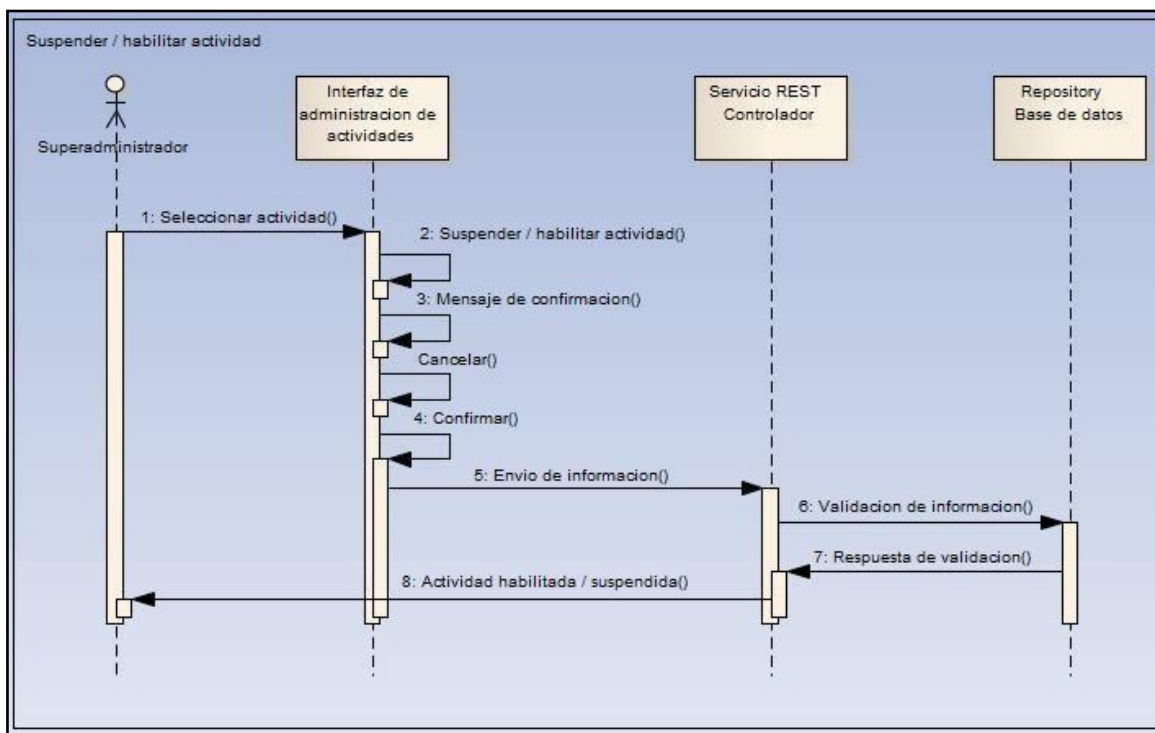 Suspender / habilitar actividad
Superadministrador
Interfaz de
administracion de
actividades
Servicio REST
Controlador
Repository
Base de datos
1: Seleccionar actividad()
2: Suspender / habilitar actividad()
3: Mensaje de confirmacion()
Cancelar()
4: Confirmar()
5: Envio de informacion()
6: Validacion de informacion()
7: Respuesta de validacion()
8: Actividad habilitada / suspendida()